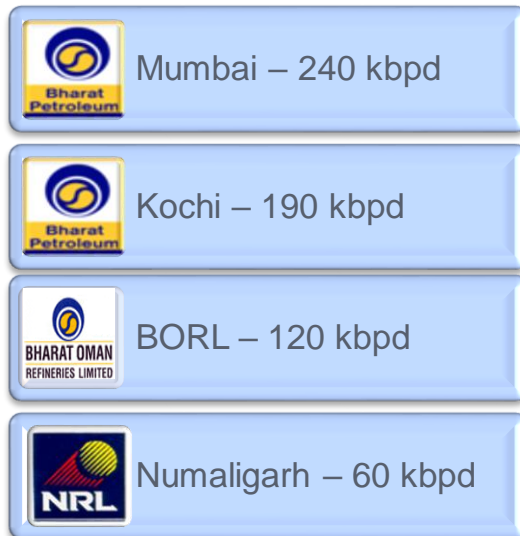 Bharat
Petroleum
Mumbai – 240 kbpd
Bharat
Petroleum
Kochi – 190 kbpd
BHARAT OMAN
REFINERIES LIMITED
BORL – 120 kbpd
NRL
Numaligarh – 60 kbpd